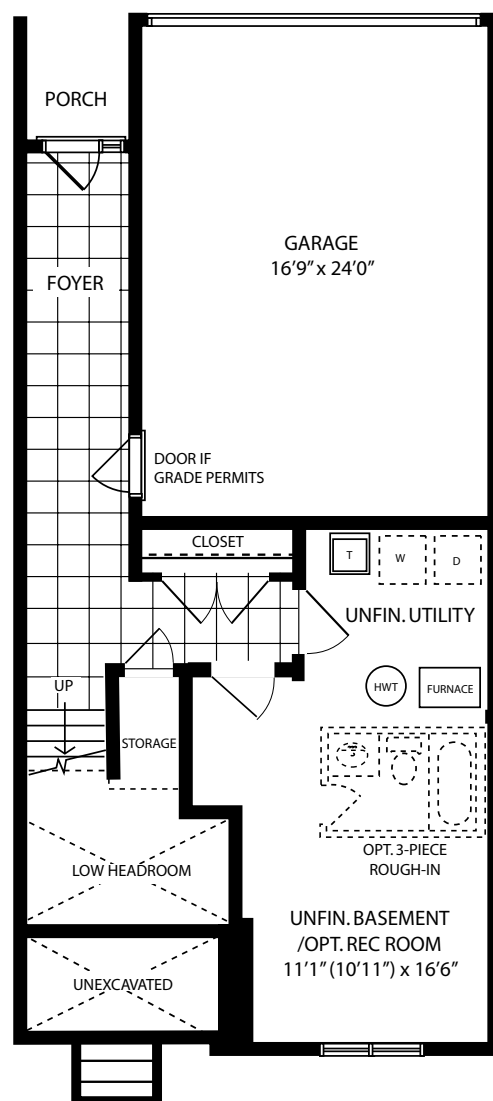 PORCH
GARAGE
16'9" x 24'0"
FOYER
DOOR IF
GRADE PERMITS
CLOSET
T
W
D
UNFIN. UTILITY
HWT
FURNACE
UP
STORAGE
OPT. 3-PIECE
ROUGH-IN
LOW HEADROOM
UNFIN. BASEMENT
/OPT. REC ROOM
11'1" (10'11") x 16'6"
UNEXCAVATED